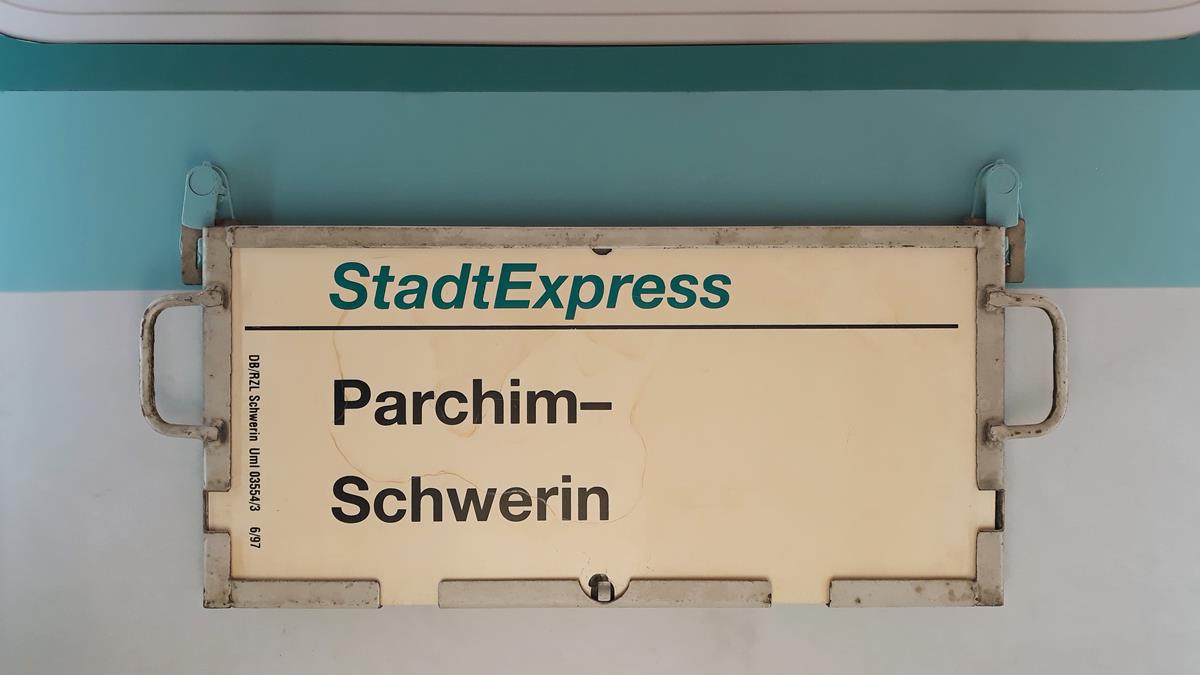 StadtExpress
Parchim–
Schwerin
DB/RZL Schwerin Uml 03554/3 6/97